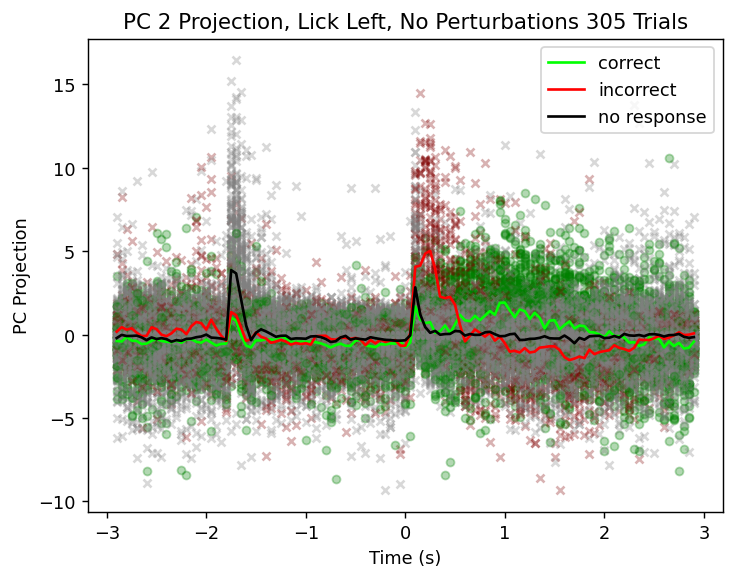 PC 2 Projection, Lick Left, No Perturbations 305 Trials
correct
incorrect
no response
15
10
5
0
−5
−10
PC Projection
−3
−2
−1
0
1
2
3
Time (s)